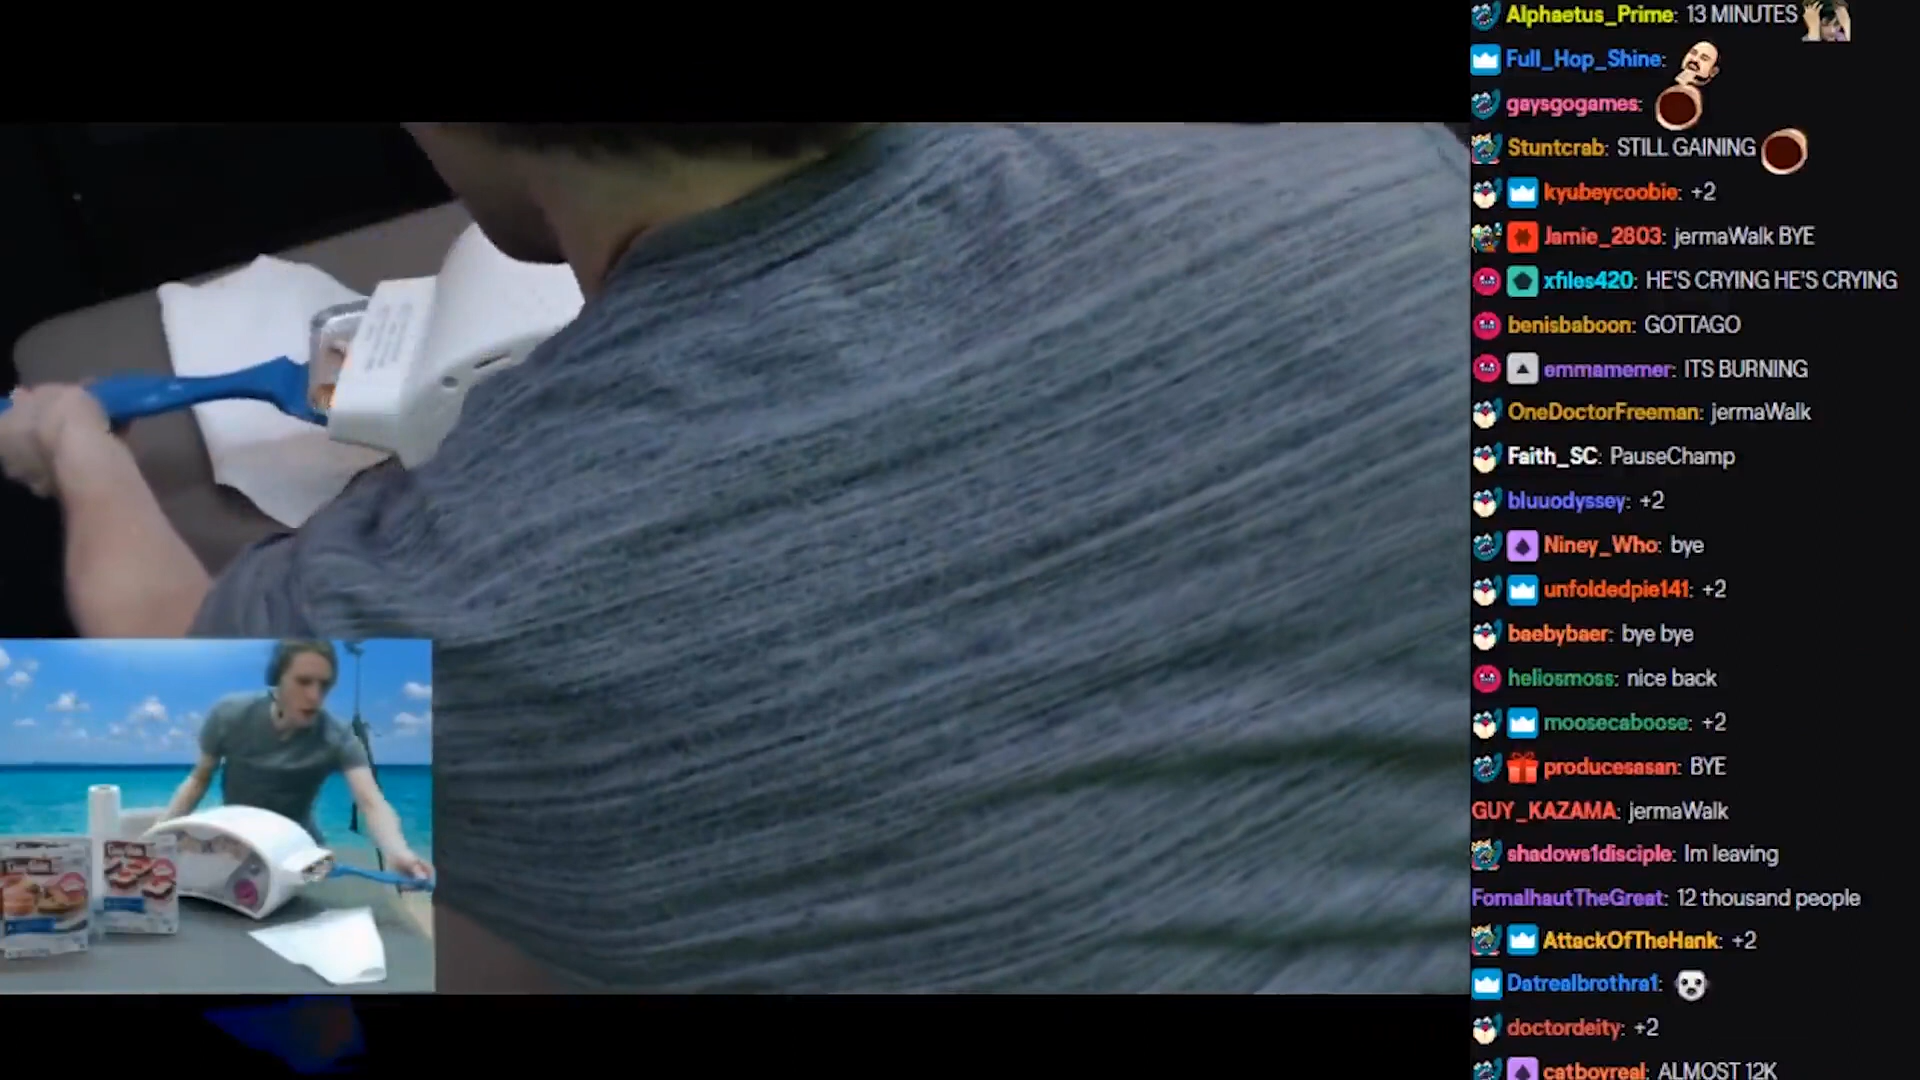 Alphaetus_Prime: 13 MINUTES
Full_Hop_Shine:
gaysgogames:
Stuntcrab: STILL GAINING
kyubeycoobie: +2
Jamie_2803: jermaWalk BYE
xfiles420: HE'S CRYING HE'S CRYING
benisbaboon: GOTTAGO
emmamemer: ITS BURNING
OneDoctorFreeman: jermaWalk
Faith_SC: PauseChamp
bluuodyssey: +2
Niney_Who: bye
unfoldedpie141: +2
baebybaer: bye bye
heliosmoss: nice back
moosecaboose: +2
producesasan: BYE
GUY_KAZAMA: jermaWalk
shadows1disciple: Im leaving
FomalhautTheGreat: 12 thousand people
AttackOfTheHank: +2
Datrealbrothra1:
doctordeity: +2
catboyreal: ALMOST 12K